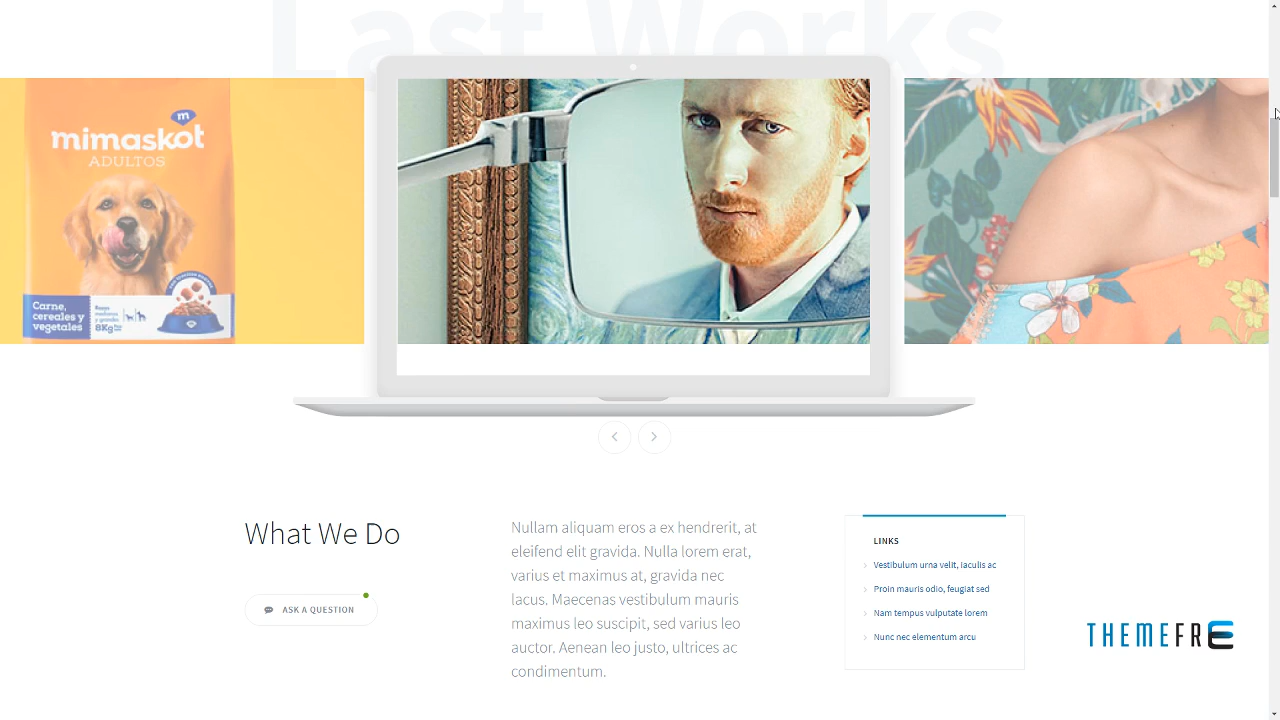 Last Works
m
mimaskot
ADULTOS
Carne,
cereales y
vegetales
8Kg
What We Do
ASK A QUESTION
Nullam aliquam eros a ex hendrerit, at
eleifend elit gravida. Nulla lorem erat,
varius et maximus at, gravida nec
lacus. Maecenas vestibulum mauris
maximus leo suscipit, sed varius leo
auctor. Aenean leo justo, ultrices ac
condimentum.
LINKS
Vestibulum urna velit, iaculis ac
Proin mauris odio, feugiat sed
Nam tempus vulputate lorem
Nunc nec elementum arcu
THEMEFRE